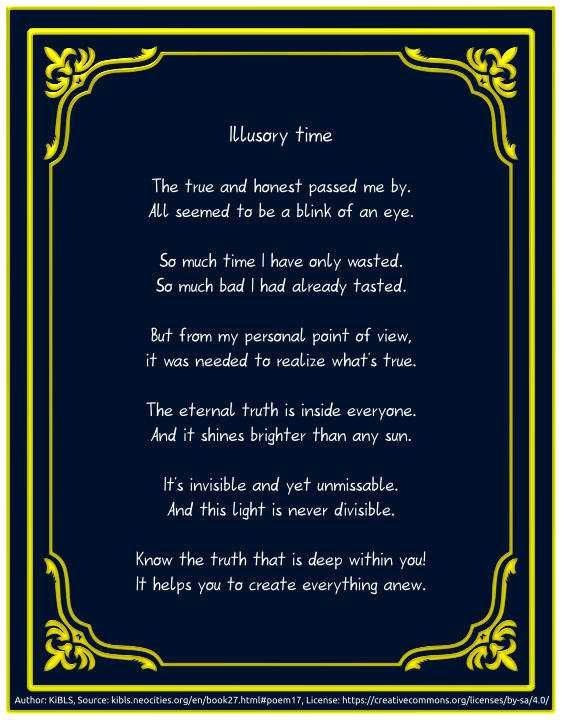 Illusory time
The true and honest passed me by.
All seemed to be a blink of an eye.
So much time I have only wasted.
So much bad I had already tasted.
But from my personal point of view,
it was needed to realize what's true.
The eternal truth is inside everyone.
And it shines brighter than any sun.
It's invisible and yet unmissable.
And this light is never divisible.
Know the truth that is deep within you!
It helps you to create everything anew.
Author: KiBLS, Source: kibls.neocities.org/en/book27.html#poem17, License: https://creativecommons.org/licenses/by-sa/4.0/